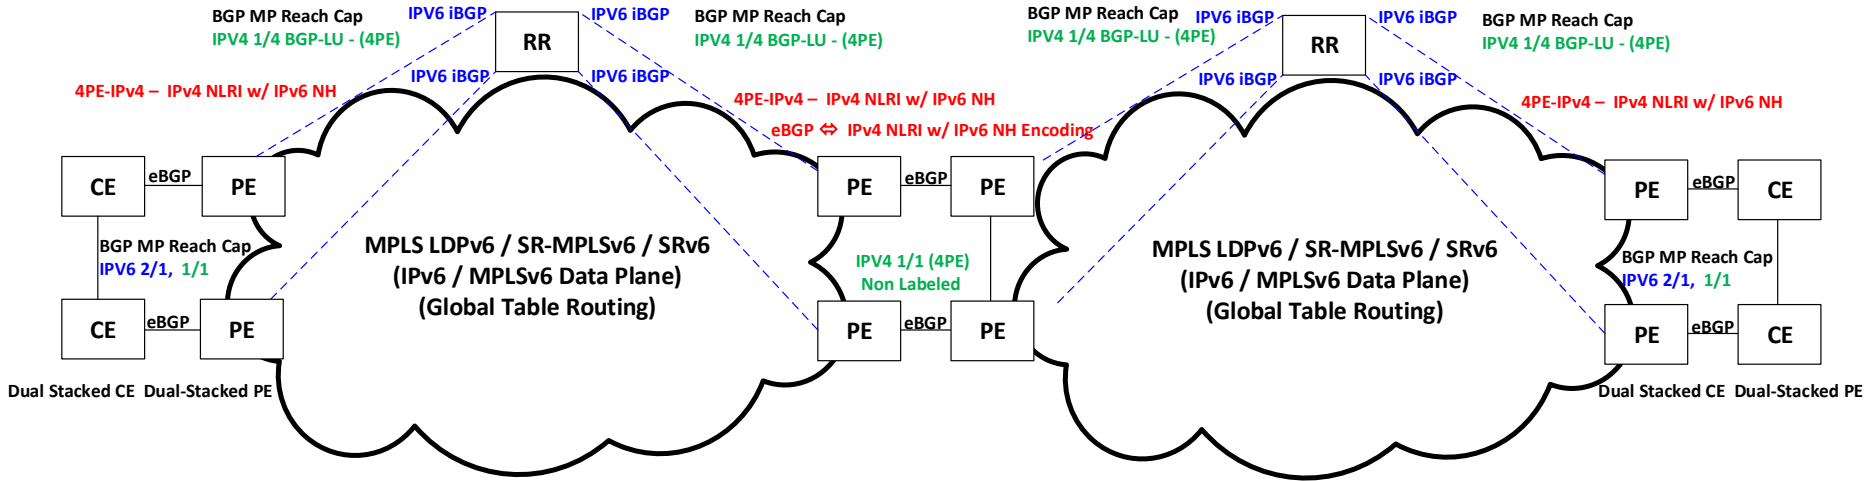 BGP MP Reach Cap
IPV4 1/4 BGP-LU - (4PE)
IPV6 iBGP
RR
IPV6 iBGP
BGP MP Reach Cap
IPV4 1/4 BGP-LU - (4PE)
IPV6 iBGP
IPV6 iBGP
4PE-IPv4 – IPv4 NLRI w/ IPv6 NH
4PE-IPv4 – IPv4 NLRI w/ IPv6 NH
eBGP ⇔ IPv4 NLRI w/ IPv6 NH Encoding
BGP MP Reach Cap
IPV4 1/4 BGP-LU - (4PE)
IPV6 iBGP
RR
IPV6 iBGP
BGP MP Reach Cap
IPV4 1/4 BGP-LU - (4PE)
IPV6 iBGP
IPV6 iBGP
4PE-IPv4 – IPv4 NLRI w/ IPv6 NH
CE
eBGP
PE
PE
eBGP
PE
PE
eBGP
CE
BGP MP Reach Cap
IPV6 2/1, 1/1
MPLS LDPv6 / SR-MPLSv6 / SRv6
(IPv6 / MPLSv6 Data Plane)
(Global Table Routing)
IPV4 1/1 (4PE)
Non Labeled
MPLS LDPv6 / SR-MPLSv6 / SRv6
(IPv6 / MPLSv6 Data Plane)
(Global Table Routing)
BGP MP Reach Cap
IPV6 2/1, 1/1
CE
eBGP
PE
PE
eBGP
PE
PE
eBGP
CE
Dual Stacked CE
Dual-Stacked PE
Dual Stacked CE
Dual-Stacked PE